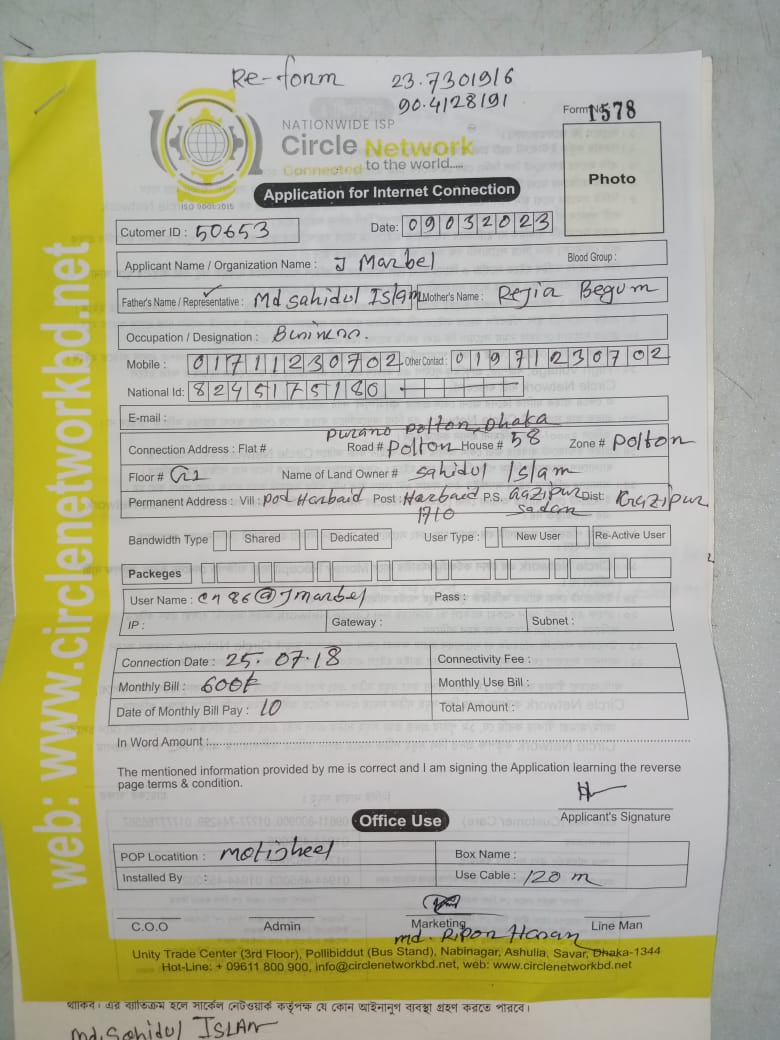 Re-form 23.7301916
90.4128191
Form No. 1578
NATIONWIDE ISP
Circle Network
Connected to the world.....
ISO 9001:2015
Application for Internet Connection
Photo
Cutomer ID : 50653 Date: 09032023
Applicant Name / Organization Name : J Marbel Blood Group :
Father's Name / Representative : Md Sahidul Islam Mother's Name : Rejia Begum
Occupation / Designation : Business.
Mobile : 01711230702 Other Contact : 01971230702
National Id: 8245175180
E-mail :
Purano Polton, Dhaka
Connection Address : Flat # Road # Polton House # 58 Zone # Polton
Floor # G1 Name of Land Owner # Sahidul Islam
Permanent Address : Vill : Harbaid Post : Harbaid P.S. Gazipur Dist: Gazipur
1710 sadar
Bandwidth Type Shared Dedicated User Type : New User Re-Active User
Packeges
User Name : cn86@Jmarbel Pass :
IP : Gateway : Subnet :
Connection Date : 25.07.18 Connectivity Fee :
Monthly Bill : 600 Monthly Use Bill :
Date of Monthly Bill Pay : 10 Total Amount :
In Word Amount :
The mentioned information provided by me is correct and I am signing the Application learning the reverse
page terms & condition.
Applicant's Signature
Office Use
POP Locatition : Motijheel Box Name :
Installed By : Use Cable : 120 m
C.O.O Admin Marketing Line Man
md. Ripon Hasan
Unity Trade Center (3rd Floor), Pollibiddut (Bus Stand), Nabinagar, Ashulia, Savar, Dhaka-1344
Hot-Line: + 09611 800 900, info@circlenetworkbd.net, web: www.circlenetworkbd.net
web: www.circlenetworkbd.net
থাকিব। এর ব্যতিক্রম হলে সার্কেল নেটওয়ার্ক কর্তৃপক্ষ যে কোন আইনানুগ ব্যবস্থা গ্রহণ করতে পারবে।
Md. Sahidul ISLAM